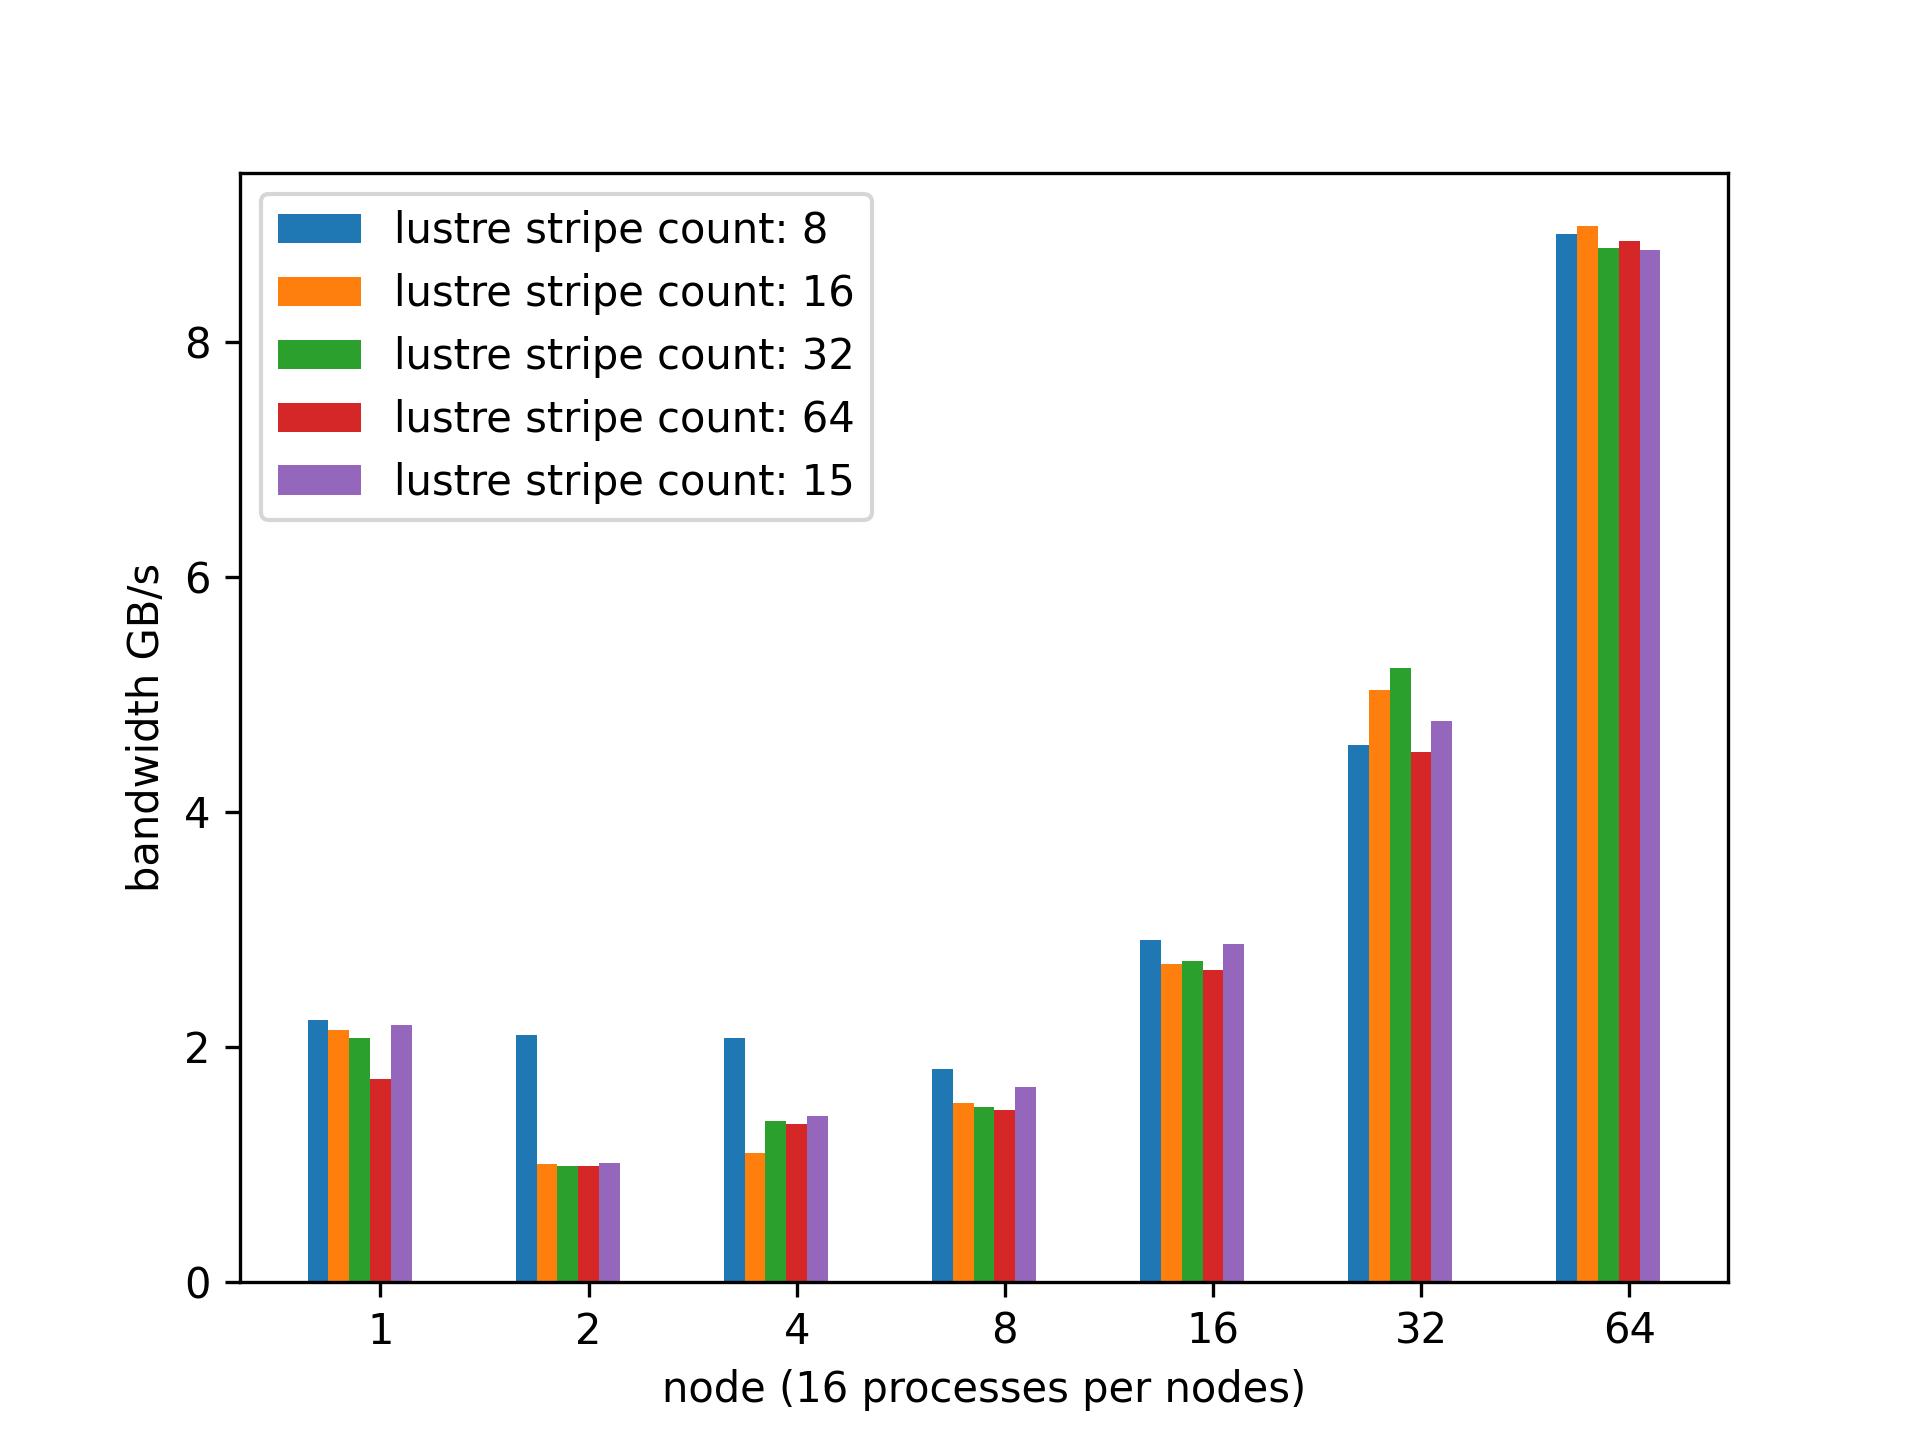 lustre stripe count: 8
lustre stripe count: 16
lustre stripe count: 32
lustre stripe count: 64
lustre stripe count: 15
bandwidth GB/s
8
6
4
2
0
1 2 4 8 16 32 64
node (16 processes per nodes)